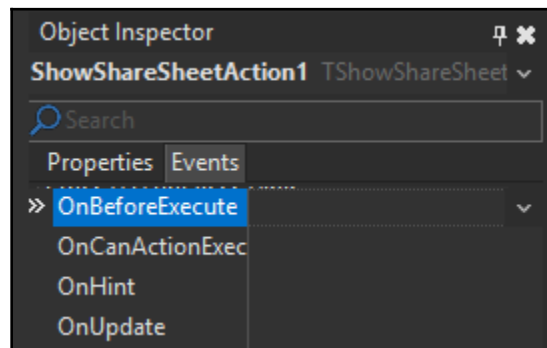 Object Inspector
ShowShareSheetAction1 TShowShareSheet
Search
Properties Events
OnBeforeExecute
OnCanActionExec
OnHint
OnUpdate